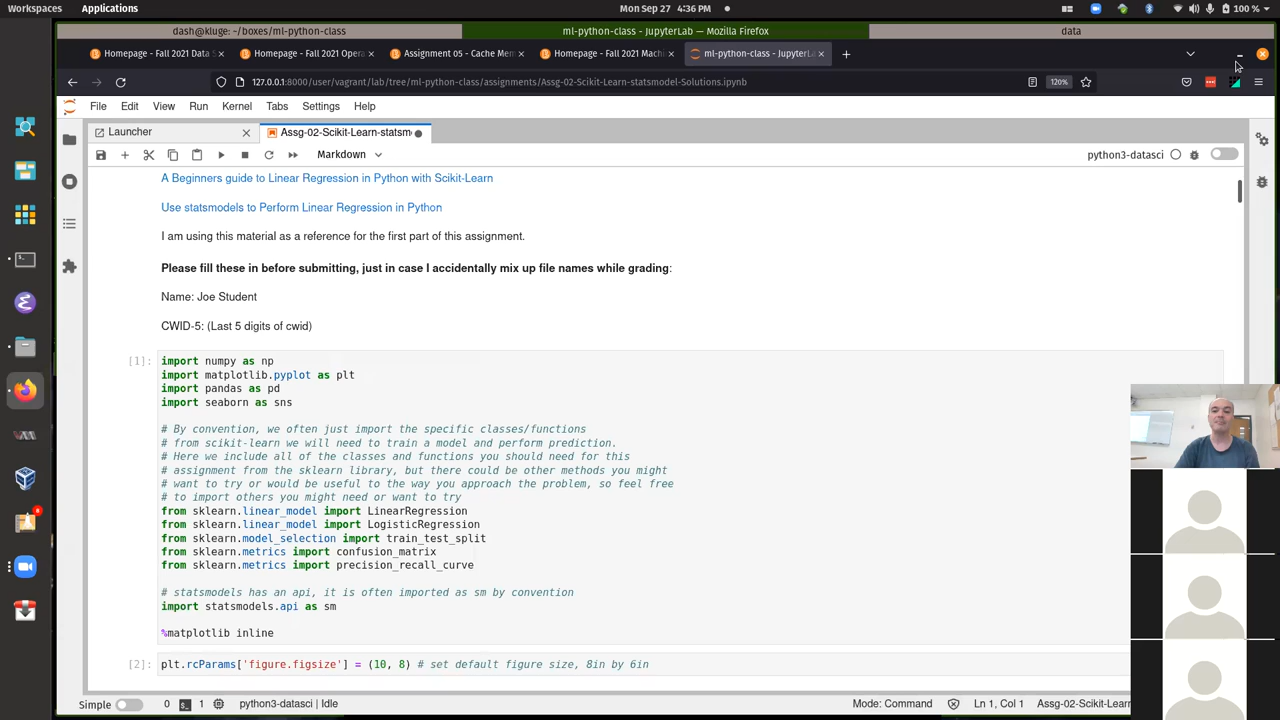 Workspaces Applications Mon Sep 27 4:36 PM 100 %
dash@kluge: ~/boxes/ml-python-class ml-python-class — JupyterLab — Mozilla Firefox data
Homepage - Fall 2021 Data S Homepage - Fall 2021 Opera Assignment 05 - Cache Mem Homepage - Fall 2021 Machi ml-python-class - JupyterLa
127.0.0.1:8000/user/vagrant/lab/tree/ml-python-class/assignments/Assg-02-Scikit-Learn-statsmodel-Solutions.ipynb 120%
File Edit View Run Kernel Tabs Settings Help
Launcher Assg-02-Scikit-Learn-statsm
Markdown python3-datasci
A Beginners guide to Linear Regression in Python with Scikit-Learn
Use statsmodels to Perform Linear Regression in Python
I am using this material as a reference for the first part of this assignment.
Please fill these in before submitting, just in case I accidentally mix up file names while grading:
Name: Joe Student
CWID-5: (Last 5 digits of cwid)
[1]: import numpy as np
import matplotlib.pyplot as plt
import pandas as pd
import seaborn as sns
# By convention, we often just import the specific classes/functions
# from scikit-learn we will need to train a model and perform prediction.
# Here we include all of the classes and functions you should need for this
# assignment from the sklearn library, but there could be other methods you might
# want to try or would be useful to the way you approach the problem, so feel free
# to import others you might need or want to try
from sklearn.linear_model import LinearRegression
from sklearn.linear_model import LogisticRegression
from sklearn.model_selection import train_test_split
from sklearn.metrics import confusion_matrix
from sklearn.metrics import precision_recall_curve
# statsmodels has an api, it is often imported as sm by convention
import statsmodels.api as sm
%matplotlib inline
[2]: plt.rcParams['figure.figsize'] = (10, 8) # set default figure size, 8in by 6in
Simple 0 1 python3-datasci | Idle Mode: Command Ln 1, Col 1 Assg-02-Scikit-Learn